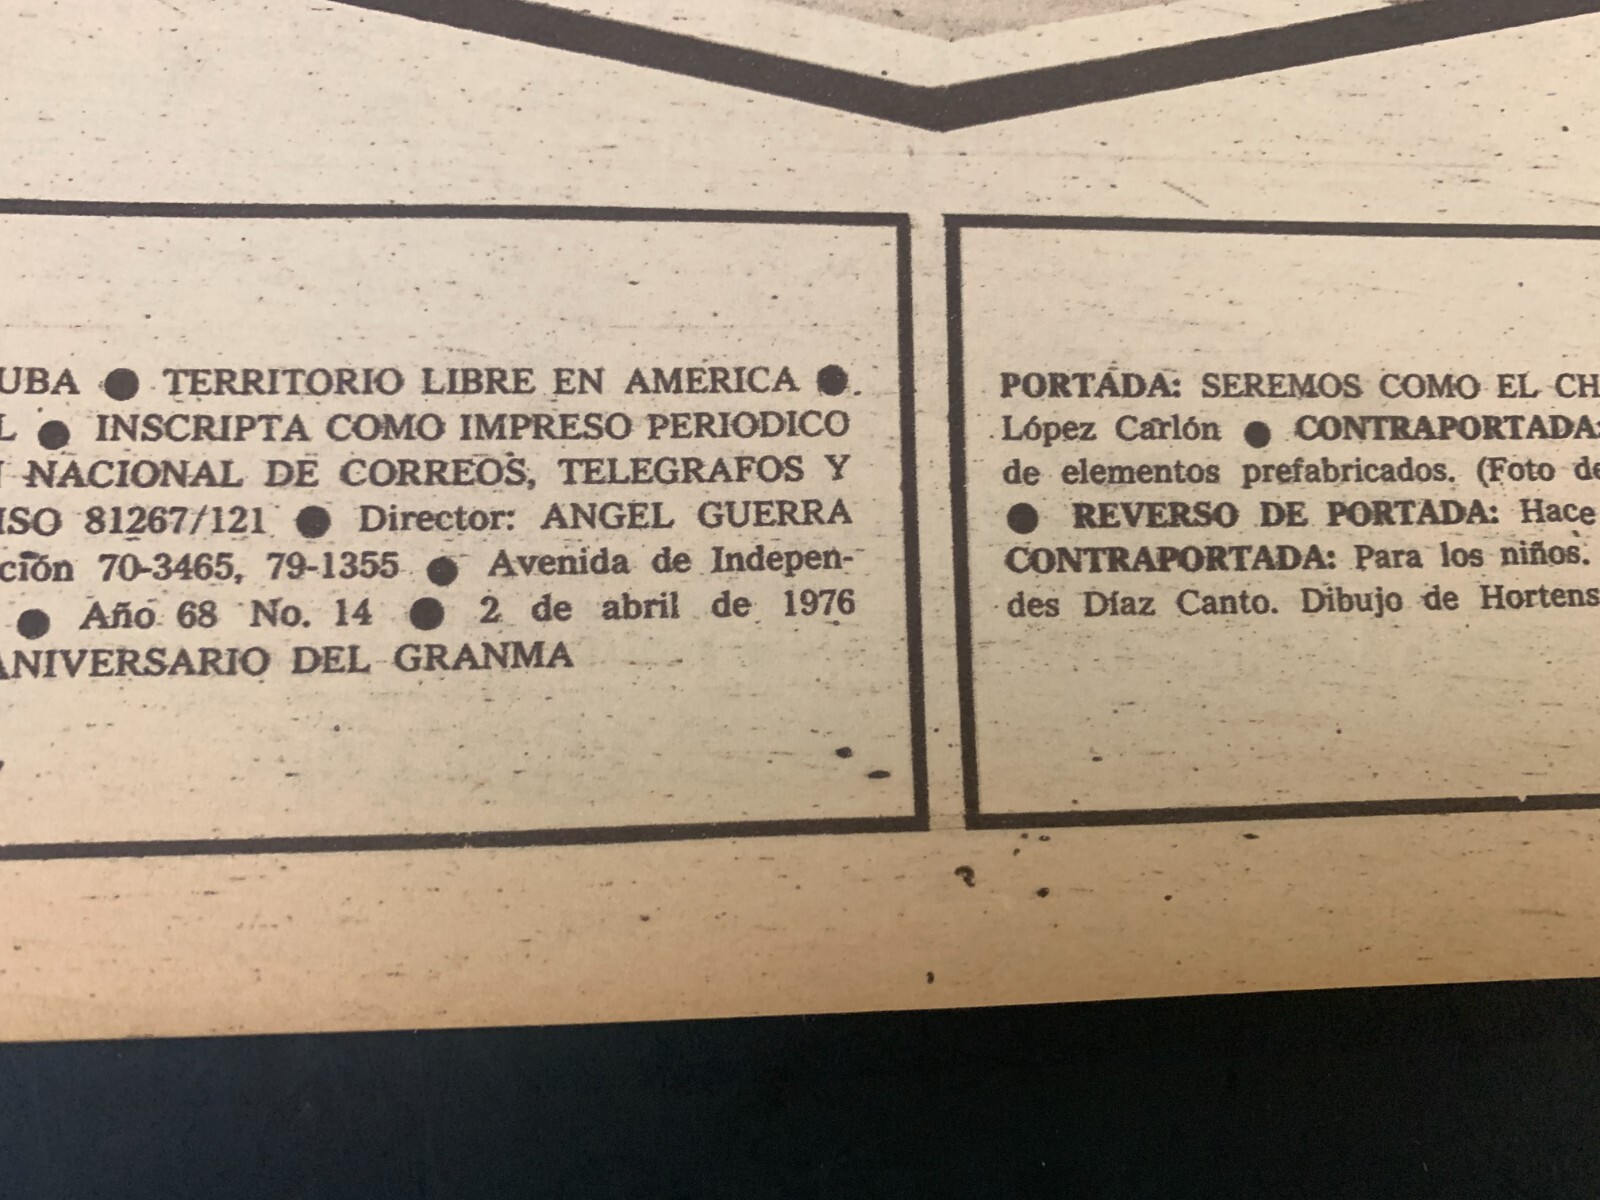 UBA ● TERRITORIO LIBRE EN AMERICA ●
L ● INSCRIPTA COMO IMPRESO PERIODICO
N NACIONAL DE CORREOS, TELEGRAFOS Y
ISO 81267/121 ● Director: ANGEL GUERRA
ción 70-3465, 79-1355 ● Avenida de Indepen-
● Año 68 No. 14 ● 2 de abril de 1976
ANIVERSARIO DEL GRANMA
PORTADA: SEREMOS COMO EL CH
López Carlón ● CONTRAPORTADA:
de elementos prefabricados. (Foto de
● REVERSO DE PORTADA: Hace
CONTRAPORTADA: Para los niños.
des Díaz Canto. Dibujo de Hortens